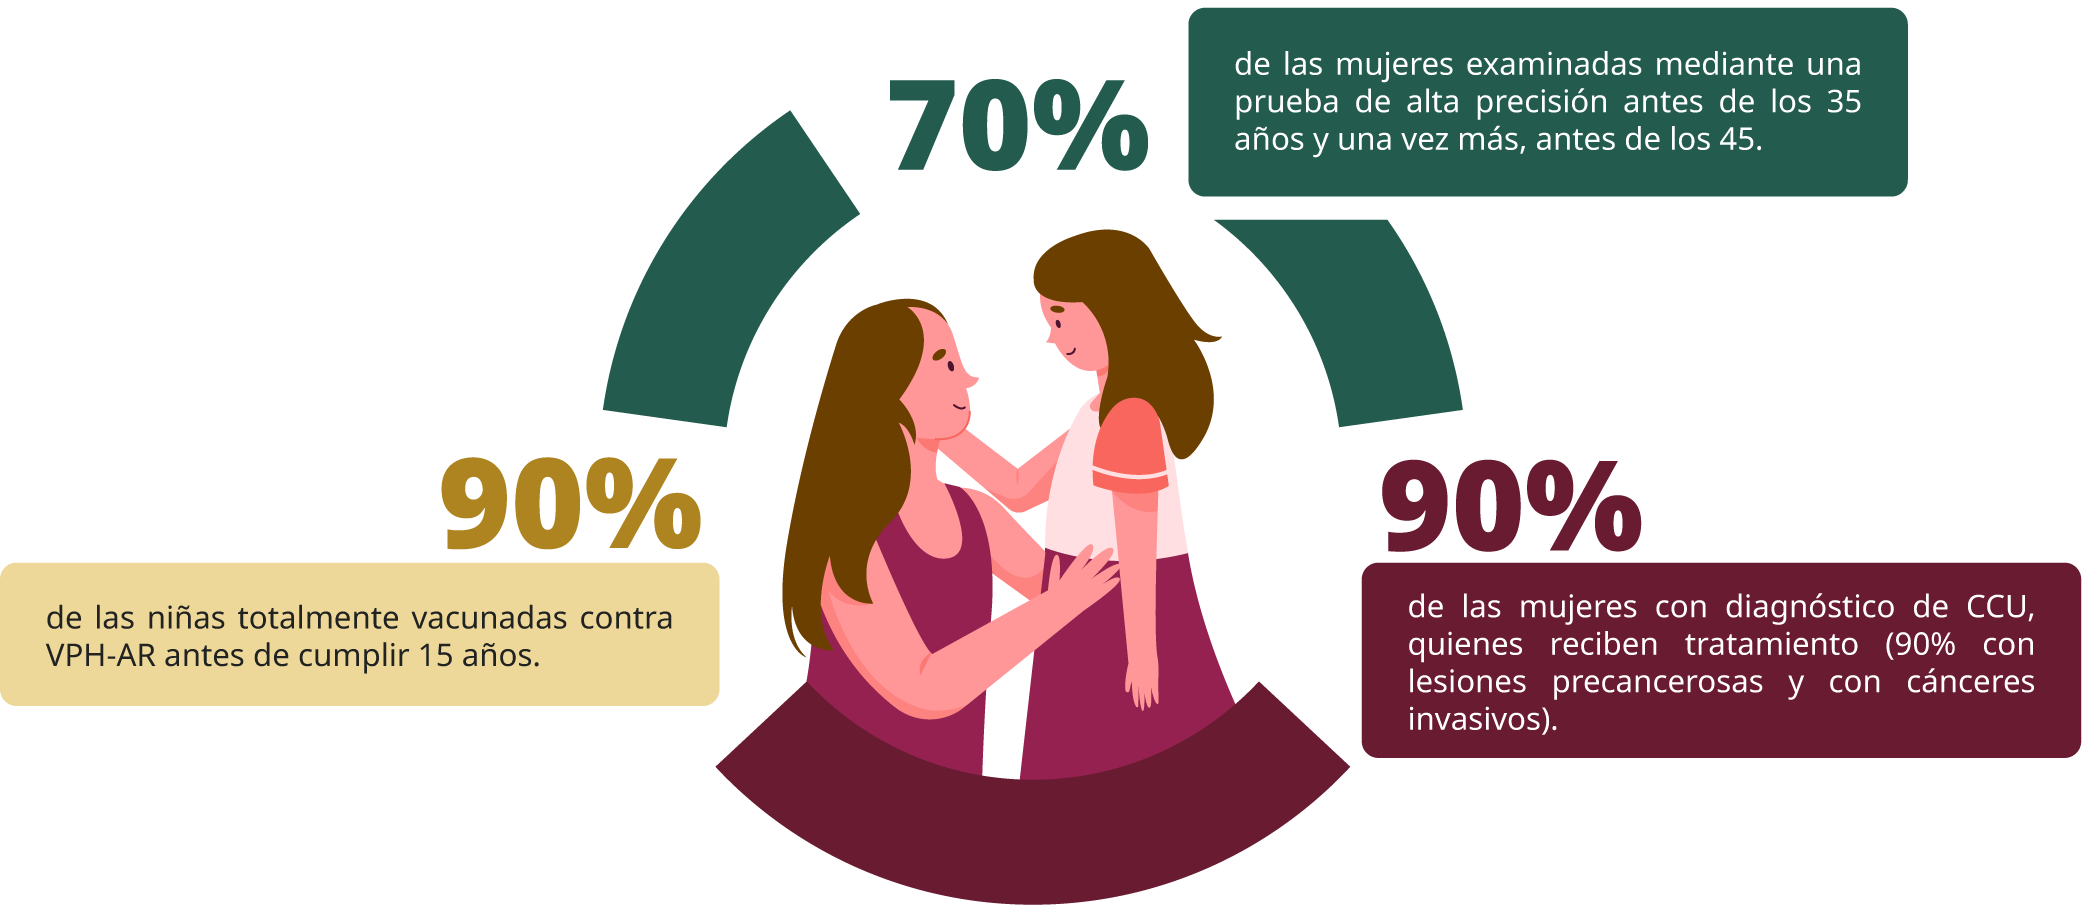 70%
de las mujeres examinadas mediante una
prueba de alta precisión antes de los 35
años y una vez más, antes de los 45.
90%
de las niñas totalmente vacunadas contra
VPH-AR antes de cumplir 15 años.
90%
de las mujeres con diagnóstico de CCU,
quienes reciben tratamiento (90% con
lesiones precancerosas y con cánceres
invasivos).